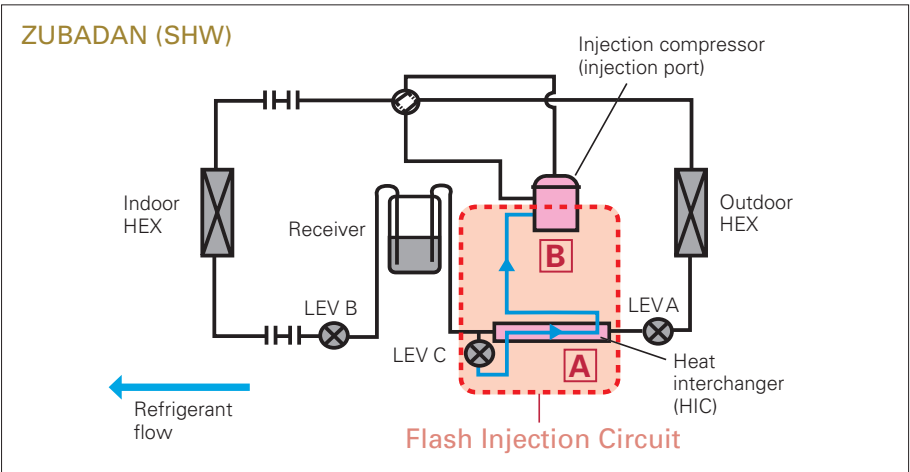 ZUBADAN (SHW)
Injection compressor
(injection port)
Indoor
HEX
Receiver
Outdoor
HEX
B
LEV B
LEV A
LEV C
A
Heat
interchanger
(HIC)
Refrigerant
flow
Flash Injection Circuit